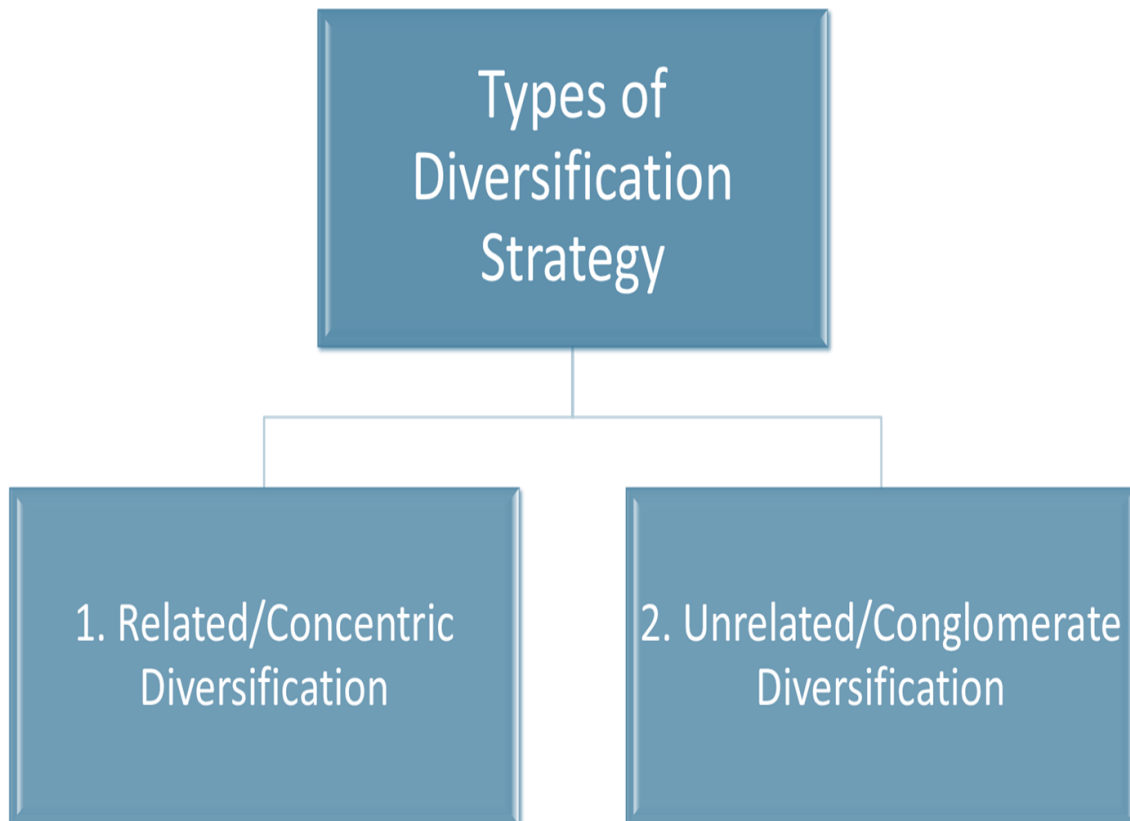 Types of
Diversification
Strategy
1. Related/Concentric
Diversification
2. Unrelated/Conglomerate
Diversification